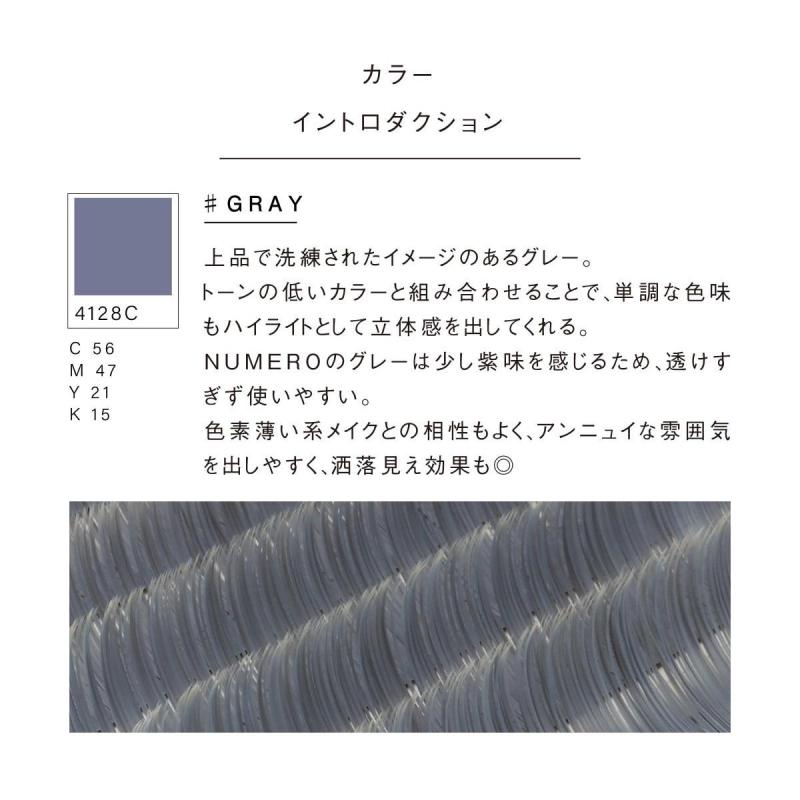 カラー
イントロダクション
♯GRAY
4128C
C 56
M 47
Y 21
K 15
上品で洗練されたイメージのあるグレー。
トーンの低いカラーと組み合わせることで、単調な色味
もハイライトとして立体感を出してくれる。
NUMEROのグレーは少し紫味を感じるため、透けす
ぎず使いやすい。
色素薄い系メイクとの相性もよく、アンニュイな雰囲気
を出しやすく、洒落見え効果も◎